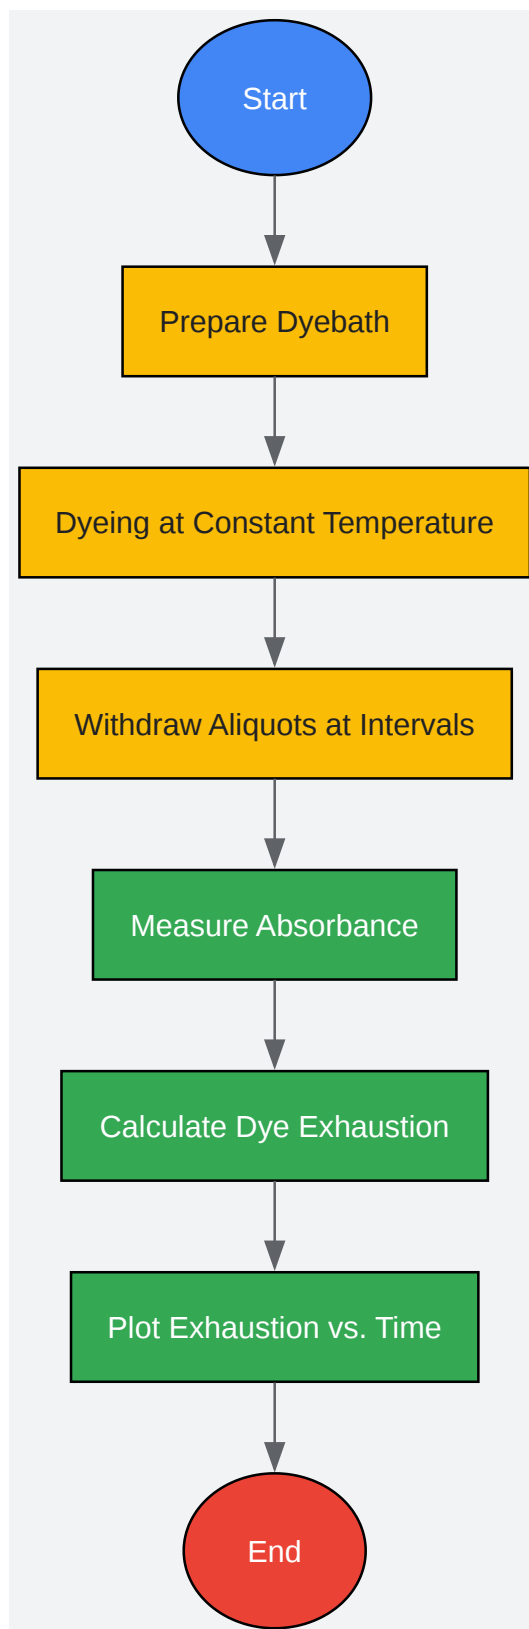 Start
Prepare Dyebath
Dyeing at Constant Temperature
Withdraw Aliquots at Intervals
Measure Absorbance
Calculate Dye Exhaustion
Plot Exhaustion vs. Time
End